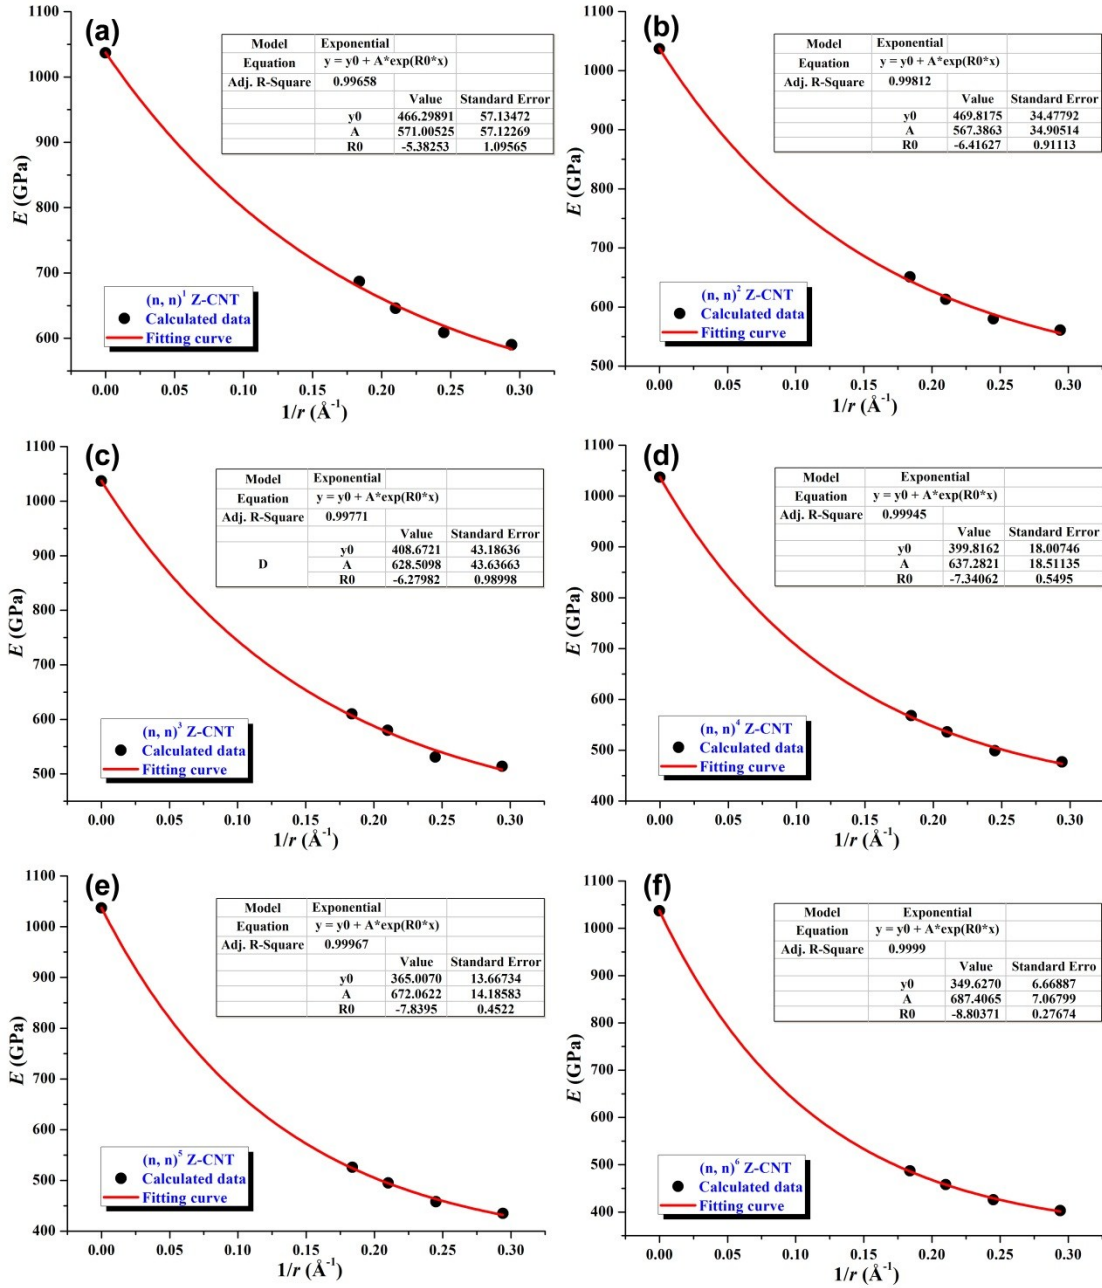 (a)
Model Exponential
Equation y = y0 + A*exp(R0*x)
Adj. R-Square 0.99658
Value Standard Error
y0 466.29891 57.13472
A 571.00525 57.12269
R0 -5.38253 1.09565
1100
1000
900
800
700
600
E (GPa)
(n, n)1 Z-CNT
Calculated data
Fitting curve
0.00 0.05 0.10 0.15 0.20 0.25 0.30
1/r (Å-1)
(b)
Model Exponential
Equation y = y0 + A*exp(R0*x)
Adj. R-Square 0.99812
Value Standard Error
y0 469.8175 34.47792
A 567.3863 34.90514
R0 -6.41627 0.91113
1100
1000
900
800
700
600
500
E (GPa)
(n, n)2 Z-CNT
Calculated data
Fitting curve
0.00 0.05 0.10 0.15 0.20 0.25 0.30
1/r (Å-1)
(c)
Model Exponential
Equation y = y0 + A*exp(R0*x)
Adj. R-Square 0.99771
Value Standard Error
D
y0 408.6721 43.18636
A 628.5098 43.63663
R0 -6.27982 0.98998
1100
1000
900
800
700
600
500
E (GPa)
(n, n)3 Z-CNT
Calculated data
Fitting curve
0.00 0.05 0.10 0.15 0.20 0.25 0.30
1/r (Å-1)
(d)
Model Exponential
Equation y = y0 + A*exp(R0*x)
Adj. R-Square 0.99945
Value Standard Error
y0 399.8162 18.00746
A 637.2821 18.51135
R0 -7.34062 0.5495
1100
1000
900
800
700
600
500
400
E (GPa)
(n, n)4 Z-CNT
Calculated data
Fitting curve
0.00 0.05 0.10 0.15 0.20 0.25 0.30
1/r (Å-1)
(e)
Model Exponential
Equation y = y0 + A*exp(R0*x)
Adj. R-Square 0.99967
Value Standard Error
y0 365.0070 13.66734
A 672.0622 14.18583
R0 -7.8395 0.4522
1100
1000
900
800
700
600
500
400
E (GPa)
(n, n)5 Z-CNT
Calculated data
Fitting curve
0.00 0.05 0.10 0.15 0.20 0.25 0.30
1/r (Å-1)
(f)
Model Exponential
Equation y = y0 + A*exp(R0*x)
Adj. R-Square 0.9999
Value Standard Erro
y0 349.6270 6.66887
A 687.4065 7.06799
R0 -8.80371 0.27674
1100
1000
900
800
700
600
500
400
E (GPa)
(n, n)6 Z-CNT
Calculated data
Fitting curve
0.00 0.05 0.10 0.15 0.20 0.25 0.30
1/r (Å-1)